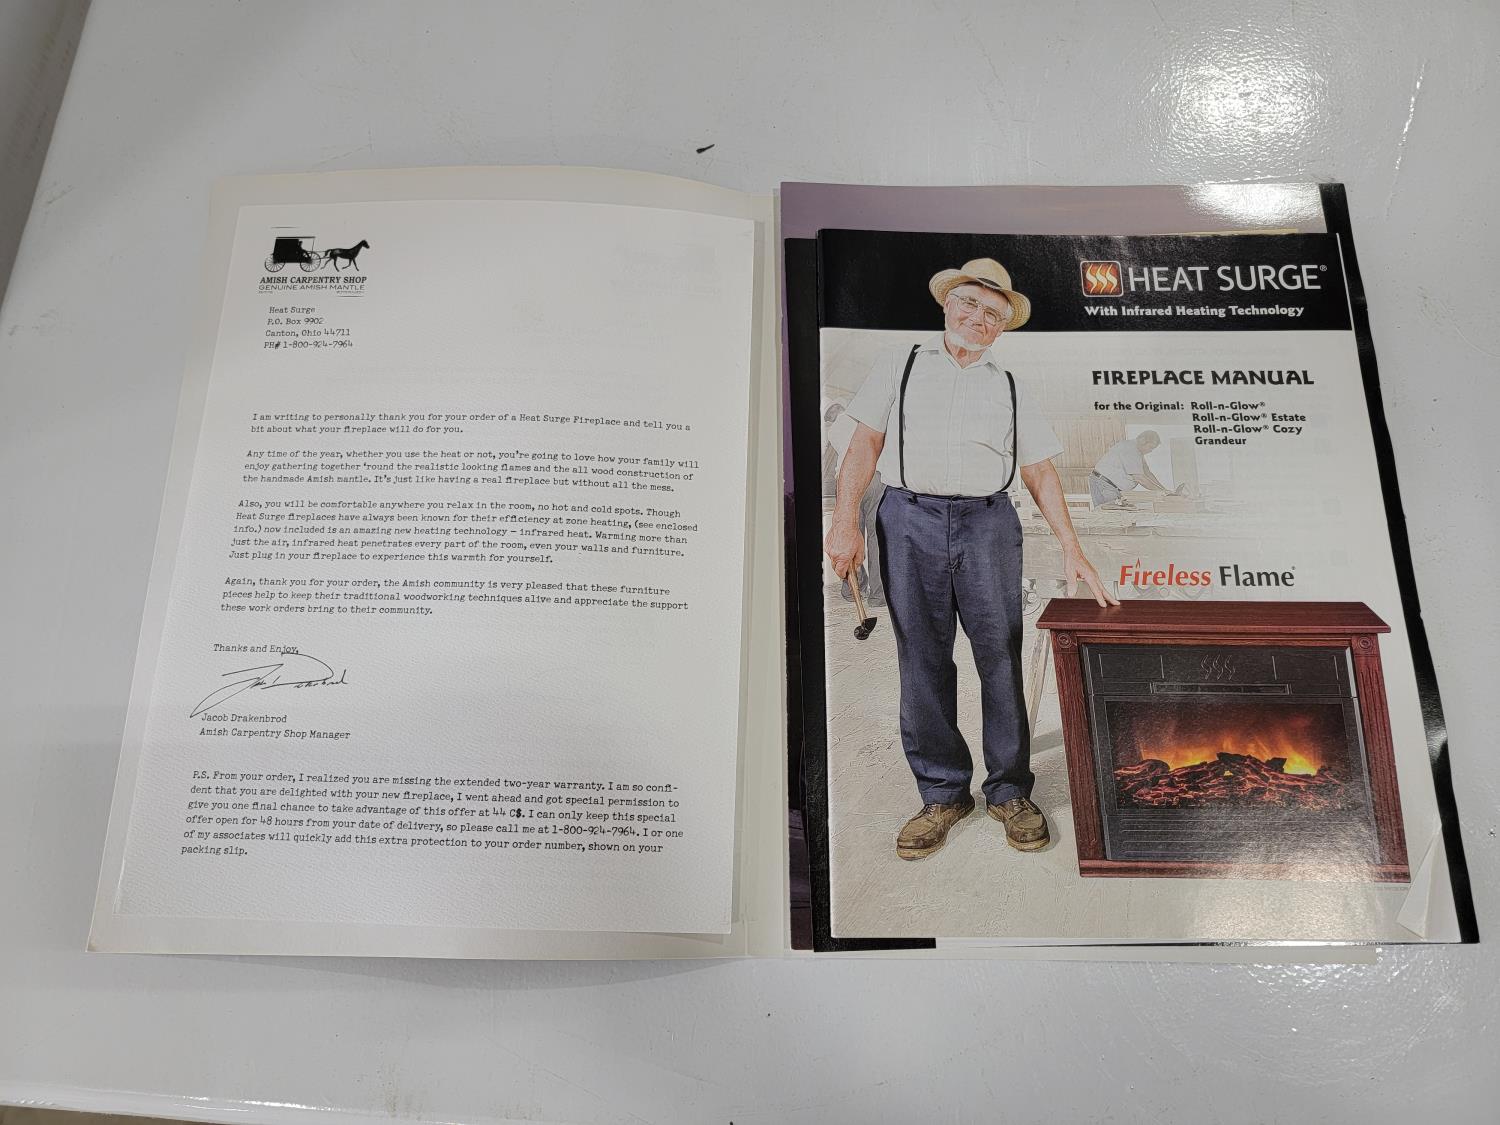 AMISH CARPENTRY SHOP
GENUINE AMISH MANTLE
Heat Surge
P.O. Box 9902
Canton, Ohio 44711
PH# 1-800-924-7964
I am writing to personally thank you for your order of a Heat Surge Fireplace and tell you a
bit about what your fireplace will do for you.
Any time of the year, whether you use the heat or not, you're going to love how your family will
enjoy gathering together 'round the realistic looking flames and the all wood construction of
the handmade Amish mantle. It's just like having a real fireplace but without all the mess.
Also, you will be comfortable anywhere you relax in the room, no hot and cold spots. Though
Heat Surge fireplaces have always been known for their efficiency at zone heating, (see enclosed
info.) now included is an amazing new heating technology – infrared heat. Warming more than
just the air, infrared heat penetrates every part of the room, even your walls and furniture.
Just plug in your fireplace to experience this warmth for yourself.
Again, thank you for your order, the Amish community is very pleased that these furniture
pieces help to keep their traditional woodworking techniques alive and appreciate the support
these work orders bring to their community.
Thanks and Enjoy,
Jacob Drakenbrod
Amish Carpentry Shop Manager
P.S. From your order, I realized you are missing the extended two-year warranty. I am so confi-
dent that you are delighted with your new fireplace, I went ahead and got special permission to
give you one final chance to take advantage of this offer at 44 C$. I can only keep this special
offer open for 48 hours from your date of delivery, so please call me at 1-800-924-7964. I or one
of my associates will quickly add this extra protection to your order number, shown on your
packing slip.
HEAT SURGE®
With Infrared Heating Technology
FIREPLACE MANUAL
for the Original: Roll-n-Glow®
Roll-n-Glow® Estate
Roll-n-Glow® Cozy
Grandeur
Fireless Flame®